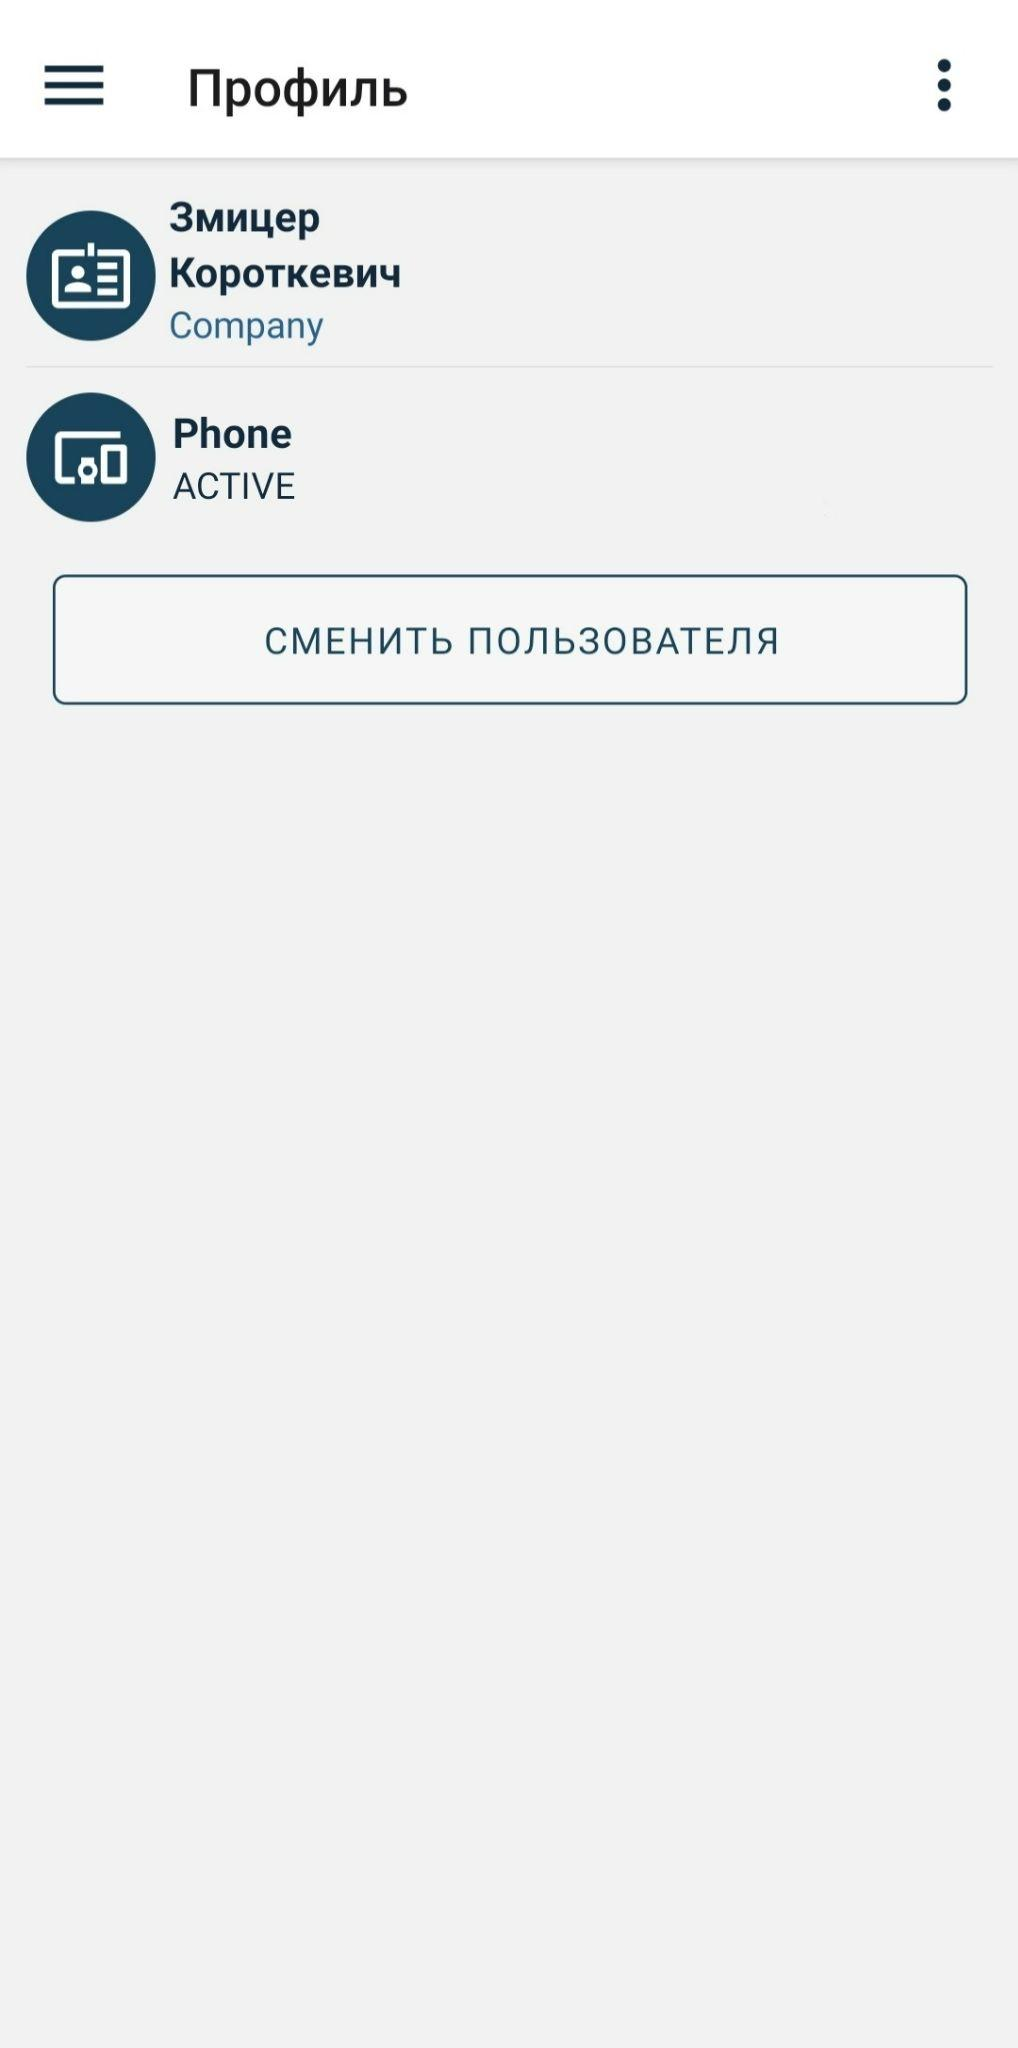 Профиль
Змицер
Короткевич
Company
Phone
ACTIVE
СМЕНИТЬ ПОЛЬЗОВАТЕЛЯ